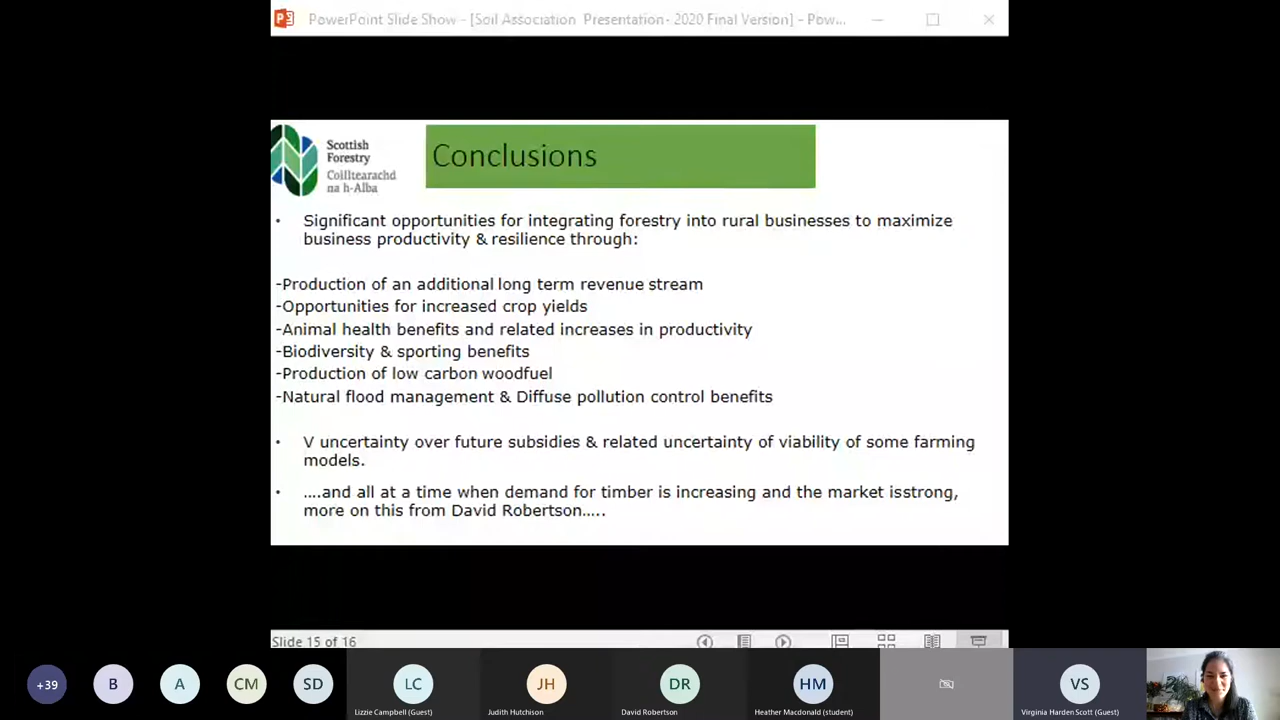 PowerPoint Slide Show - [Soil Association Presentation- 2020 Final Version] - Pow...
Scottish
Forestry
Coilltearachd
na h-Alba
Conclusions
• Significant opportunities for integrating forestry into rural businesses to maximize
business productivity & resilience through:
-Production of an additional long term revenue stream
-Opportunities for increased crop yields
-Animal health benefits and related increases in productivity
-Biodiversity & sporting benefits
-Production of low carbon woodfuel
-Natural flood management & Diffuse pollution control benefits
• V uncertainty over future subsidies & related uncertainty of viability of some farming
models.
• ....and all at a time when demand for timber is increasing and the market isstrong,
more on this from David Robertson.....
Slide 15 of 16
+39
B
A
CM
SD
LC
JH
DR
HM
VS
Lizzie Campbell (Guest)
Judith Hutchison
David Robertson
Heather Macdonald (student)
Virginia Harden Scott (Guest)